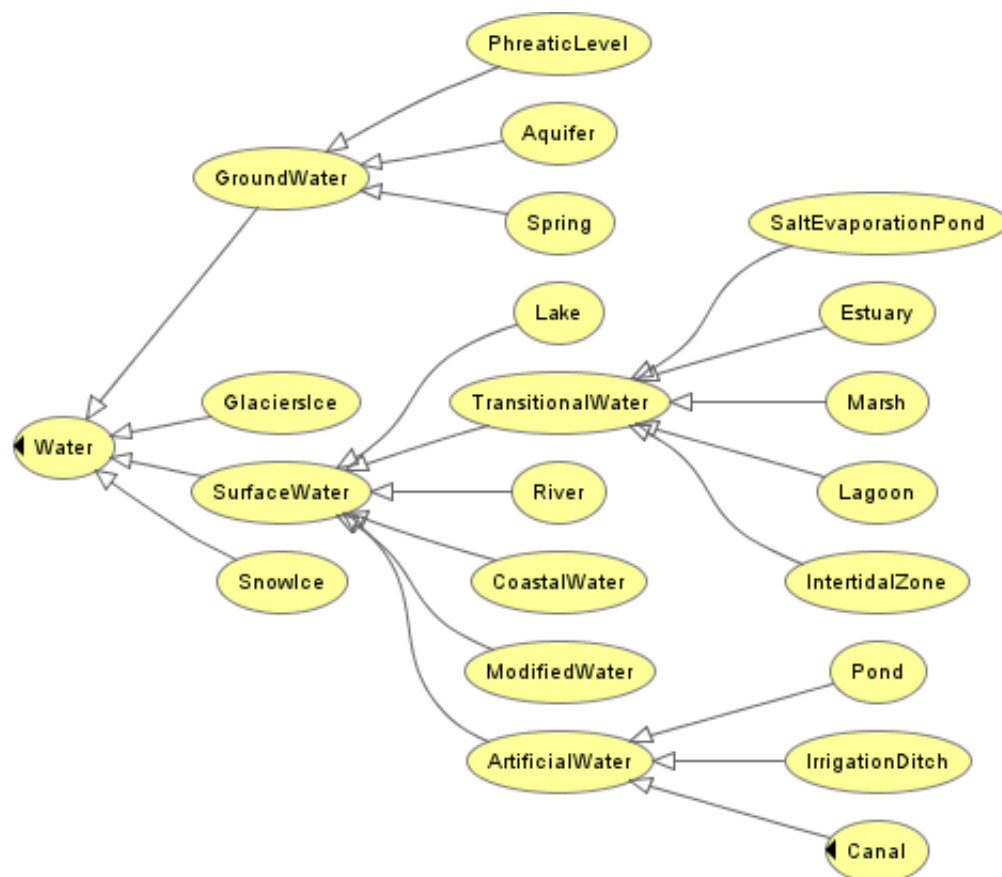 PhreaticLevel
Aquifer
GroundWater
Spring
SaltEvaporationPond
Lake
Estuary
GlaciersIce
TransitionalWater
Marsh
Water
SurfaceWater
River
Lagoon
SnowIce
CoastalWater
IntertidalZone
ModifiedWater
Pond
ArtificialWater
IrrigationDitch
Canal